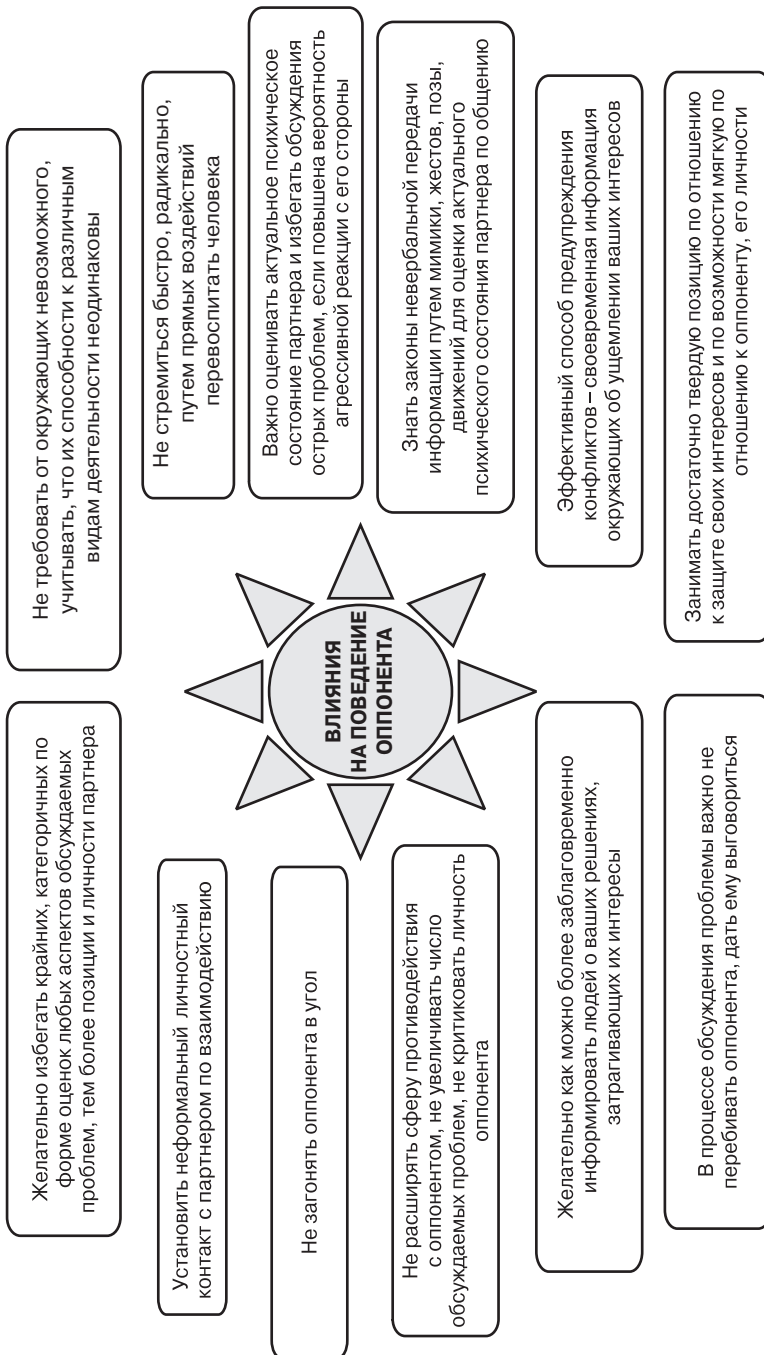 Желательно избегать крайних, категоричных по
форме оценок любых аспектов обсуждаемых
проблем, тем более позиции и личности партнера
Не требовать от окружающих невозможного,
учитывать, что их способности к различным
видам деятельности неодинаковы
Установить неформальный личностный
контакт с партнером по взаимодействию
Не стремиться быстро, радикально,
путем прямых воздействий
перевоспитать человека
Не загонять оппонента в угол
Важно оценивать актуальное психическое
состояние партнера и избегать обсуждения
острых проблем, если повышена вероятность
агрессивной реакции с его стороны
ВЛИЯНИЯ
НА ПОВЕДЕНИЕ
ОППОНЕНТА
Не расширять сферу противодействия
с оппонентом, не увеличивать число
обсуждаемых проблем, не критиковать личность
оппонента
Знать законы невербальной передачи
информации путем мимики, жестов, позы,
движений для оценки актуального
психического состояния партнера по общению
Желательно как можно более заблаговременно
информировать людей о ваших решениях,
затрагивающих их интересы
Эффективный способ предупреждения
конфликтов – своевременная информация
окружающих об ущемлении ваших интересов
В процессе обсуждения проблемы важно не
перебивать оппонента, дать ему выговориться
Занимать достаточно твердую позицию по отношению
к защите своих интересов и по возможности мягкую по
отношению к оппоненту, его личности